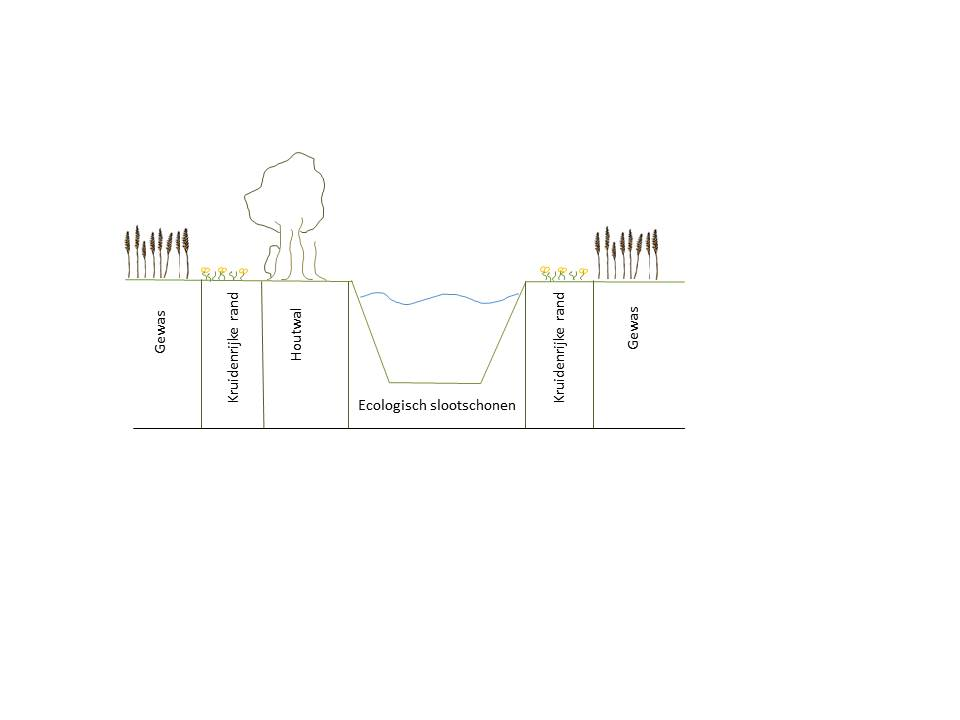 Gewas
Kruidenrijke rand
Houtwal
Ecologisch slootschonen
Kruidenrijke rand
Gewas